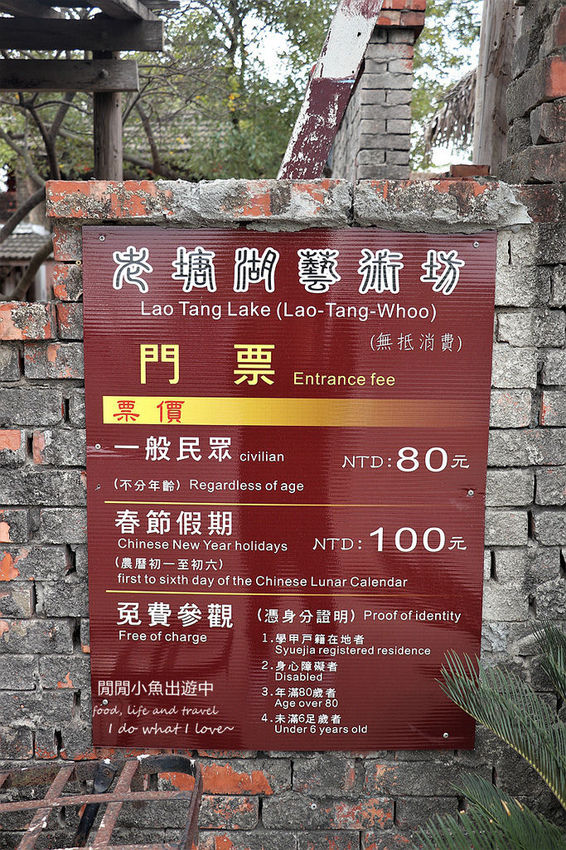 老塘湖藝術坊
Lao Tang Lake (Lao-Tang-Whoo)
(無抵消費)
門 票 Entrance fee
票價
一般民眾 civilian NTD:80元
(不分年齡) Regardless of age
春節假期
Chinese New Year holidays NTD:100元
(農曆初一至初六)
first to sixth day of the Chinese Lunar Calendar
免費參觀 (憑身分證明) Proof of identity
Free of charge
1.學甲戶籍在地者
Syuejia registered residence
2.身心障礙者
Disabled
3.年滿80歲者
Age over 80
4.未滿6足歲者
Under 6 years old
閒閒小魚出遊中
food, life and travel
I do what I love~